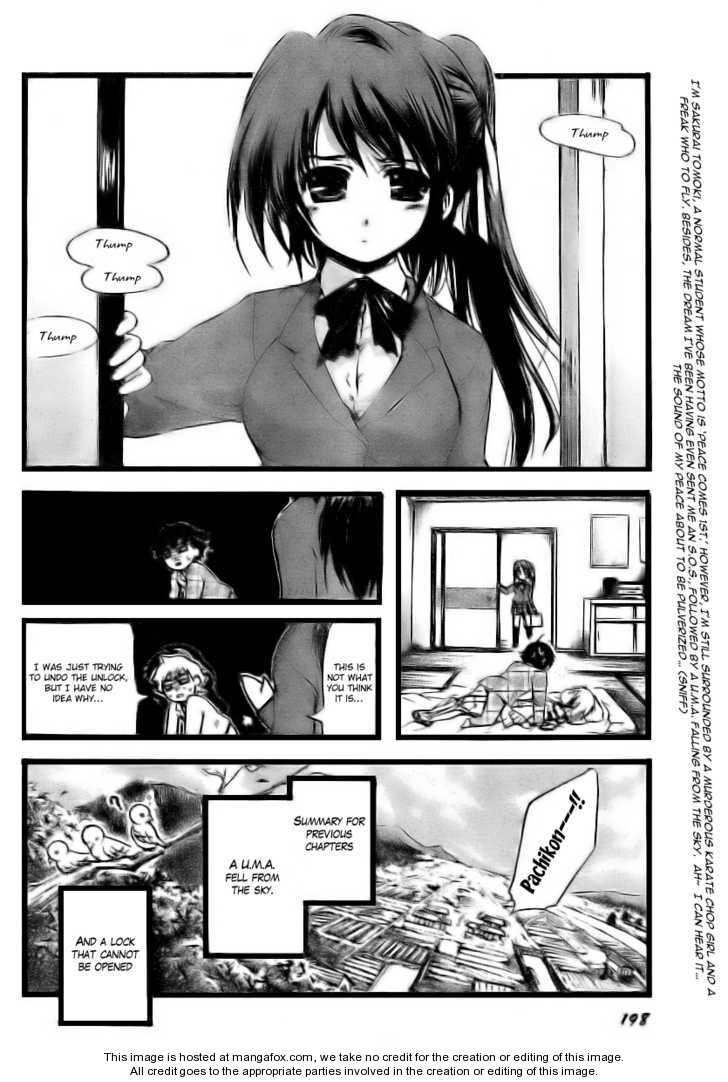 I'M SAKURAI TOMOKI, A NORMAL STUDENT WHOSE MOTTO IS 'PEACE COMES 1ST.' HOWEVER, I'M STILL SURROUNDED BY A MURDEROUS KARATE CHOP GIRL AND A
FREAK WHO TO FLY. BESIDES, THE DREAM I'VE BEEN HAVING EVEN SENT ME AN S.O.S., FOLLOWED BY A U.M.A. FALLING FROM THE SKY. AH~ I CAN HEAR IT...
THE SOUND OF MY PEACE ABOUT TO BE PULVERIZED... (SNIFF)
Thump
Thump
Thump
Thump
THIS IS
NOT WHAT
YOU THINK
IT IS...
I WAS JUST TRYING
TO UNDO THE UNLOCK,
BUT I HAVE NO
IDEA WHY...
Pachikon---!!
SUMMARY FOR
PREVIOUS
CHAPTERS
A U.M.A.
FELL FROM
THE SKY.
?
AND A LOCK
THAT CANNOT
BE OPENED
198
This image is hosted at mangafox.com, we take no credit for the creation or editing of this image.
All credit goes to the appropriate parties involved in the creation or editing of this image.